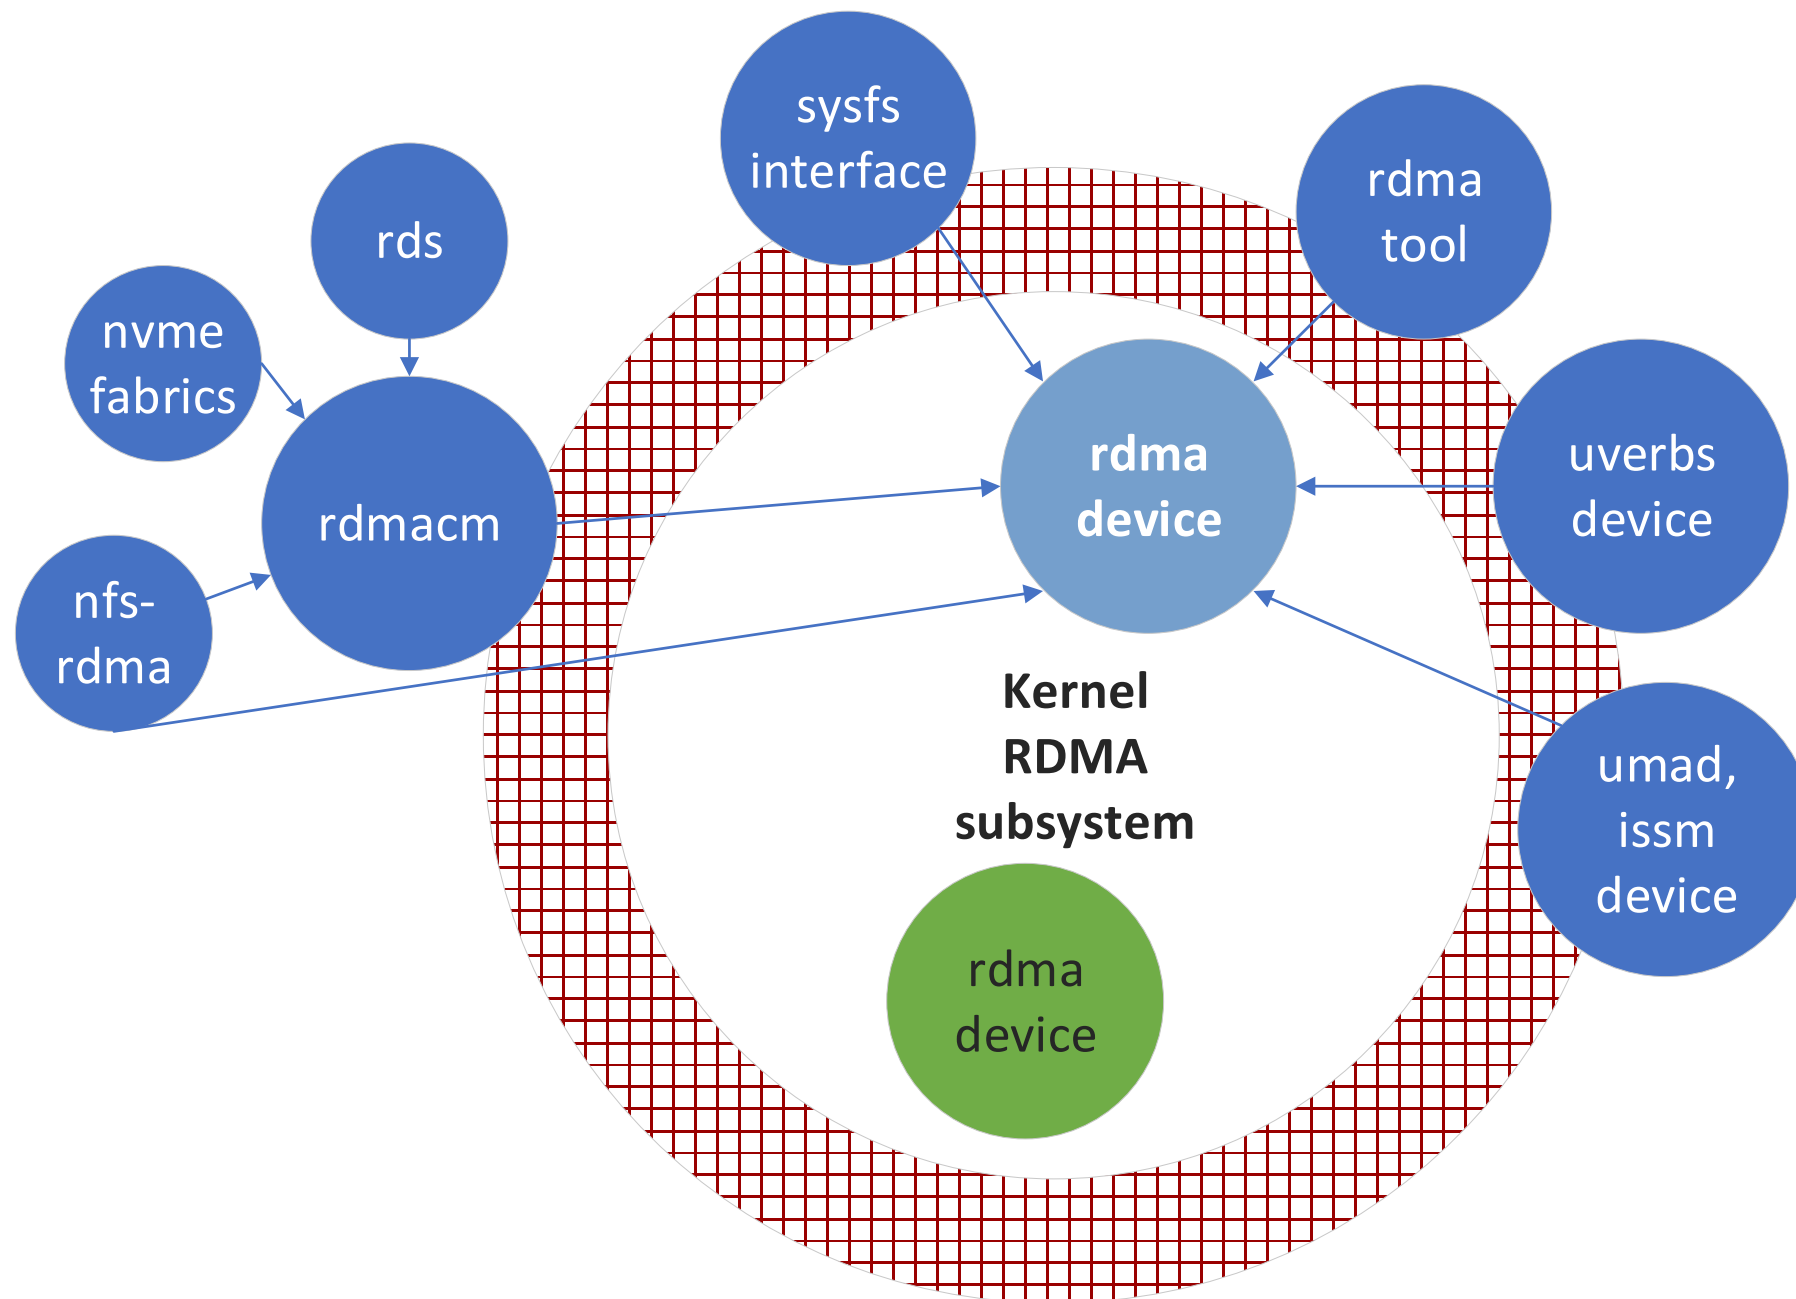 sysfs
interface
rdma
tool
rds
nvme
fabrics
rdmacm
nfs-
rdma
rdma
device
uverbs
device
Kernel
RDMA
subsystem
umad,
issm
device
rdma
device